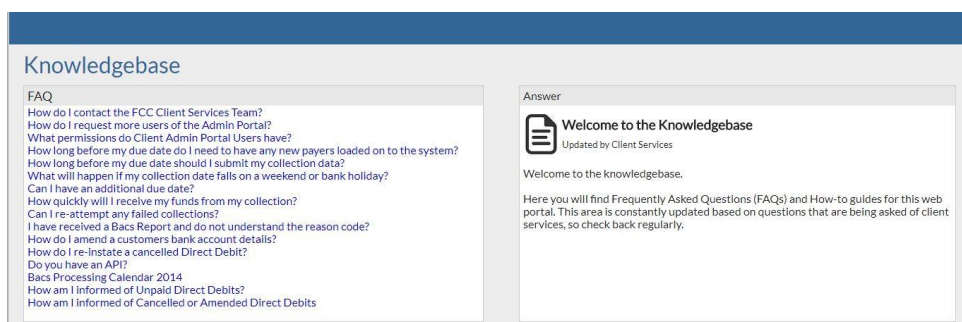 Knowledgebase
FAQ
How do I contact the FCC Client Services Team?
How do I request more users of the Admin Portal?
What permissions do Client Admin Portal Users have?
How long before my due date do I need to have any new payers loaded on to the system?
How long before my due date should I submit my collection data?
What will happen if my collection date falls on a weekend or bank holiday?
Can I have an additional due date?
How quickly will I receive my funds from my collection?
Can I re-attempt any failed collections?
I have received a Bacs Report and do not understand the reason code?
How do I amend a customers bank account details?
How do I re-instate a cancelled Direct Debit?
Do you have an API?
Bacs Processing Calendar 2014
How am I informed of Unpaid Direct Debits?
How am I informed of Cancelled or Amended Direct Debits
Answer
Welcome to the Knowledgebase
Updated by Client Services
Welcome to the knowledgebase.
Here you will find Frequently Asked Questions (FAQs) and How-to guides for this web
portal. This area is constantly updated based on questions that are being asked of client
services, so check back regularly.